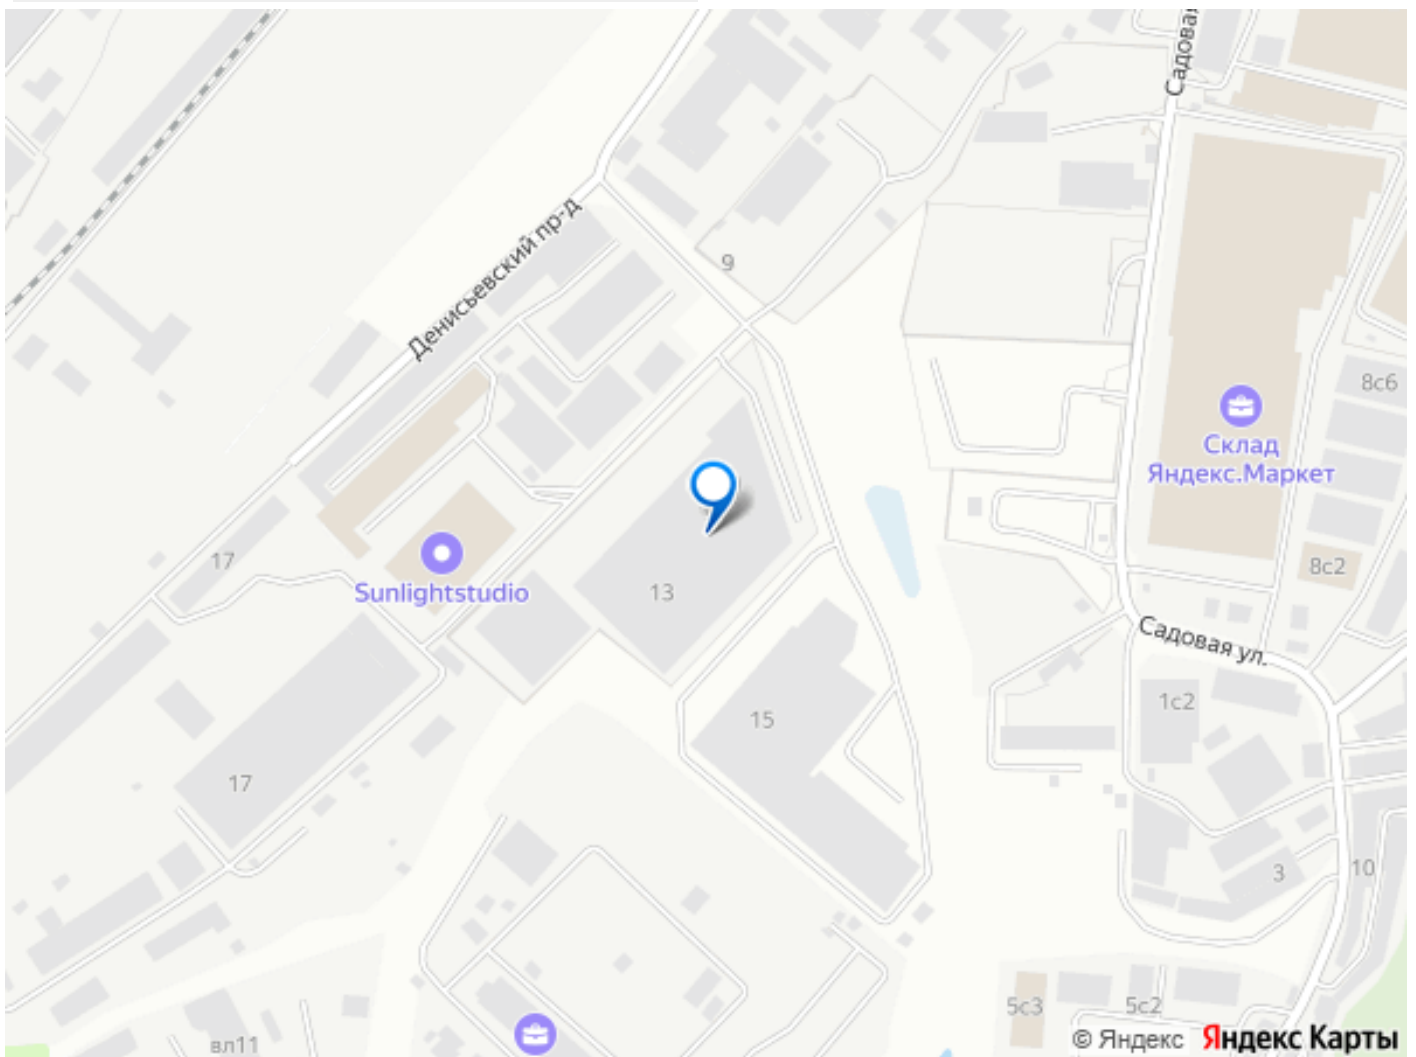 Садовая
Денисьевский пр-д
9
8с6
Склад
Яндекс.Маркет
17
Sunlightstudio
13
8с2
Садовая ул.
1с2
15
17
3
10
5с3
5с2
вл11
© Яндекс Яндекс Карты